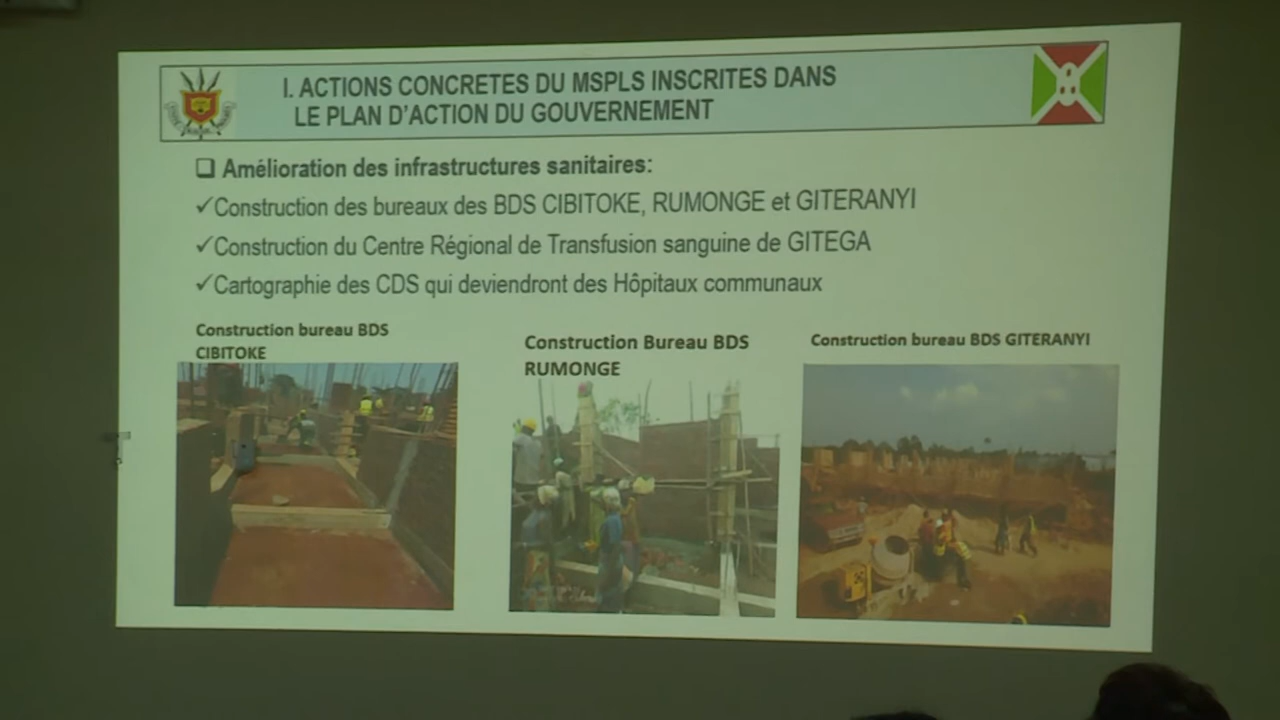 I. ACTIONS CONCRETES DU MSPLS INSCRITES DANS
LE PLAN D'ACTION DU GOUVERNEMENT
❑ Amélioration des infrastructures sanitaires:
✓Construction des bureaux des BDS CIBITOKE, RUMONGE et GITERANYI
✓Construction du Centre Régional de Transfusion sanguine de GITEGA
✓Cartographie des CDS qui deviendront des Hôpitaux communaux
Construction bureau BDS
CIBITOKE
Construction Bureau BDS
RUMONGE
Construction bureau BDS GITERANYI